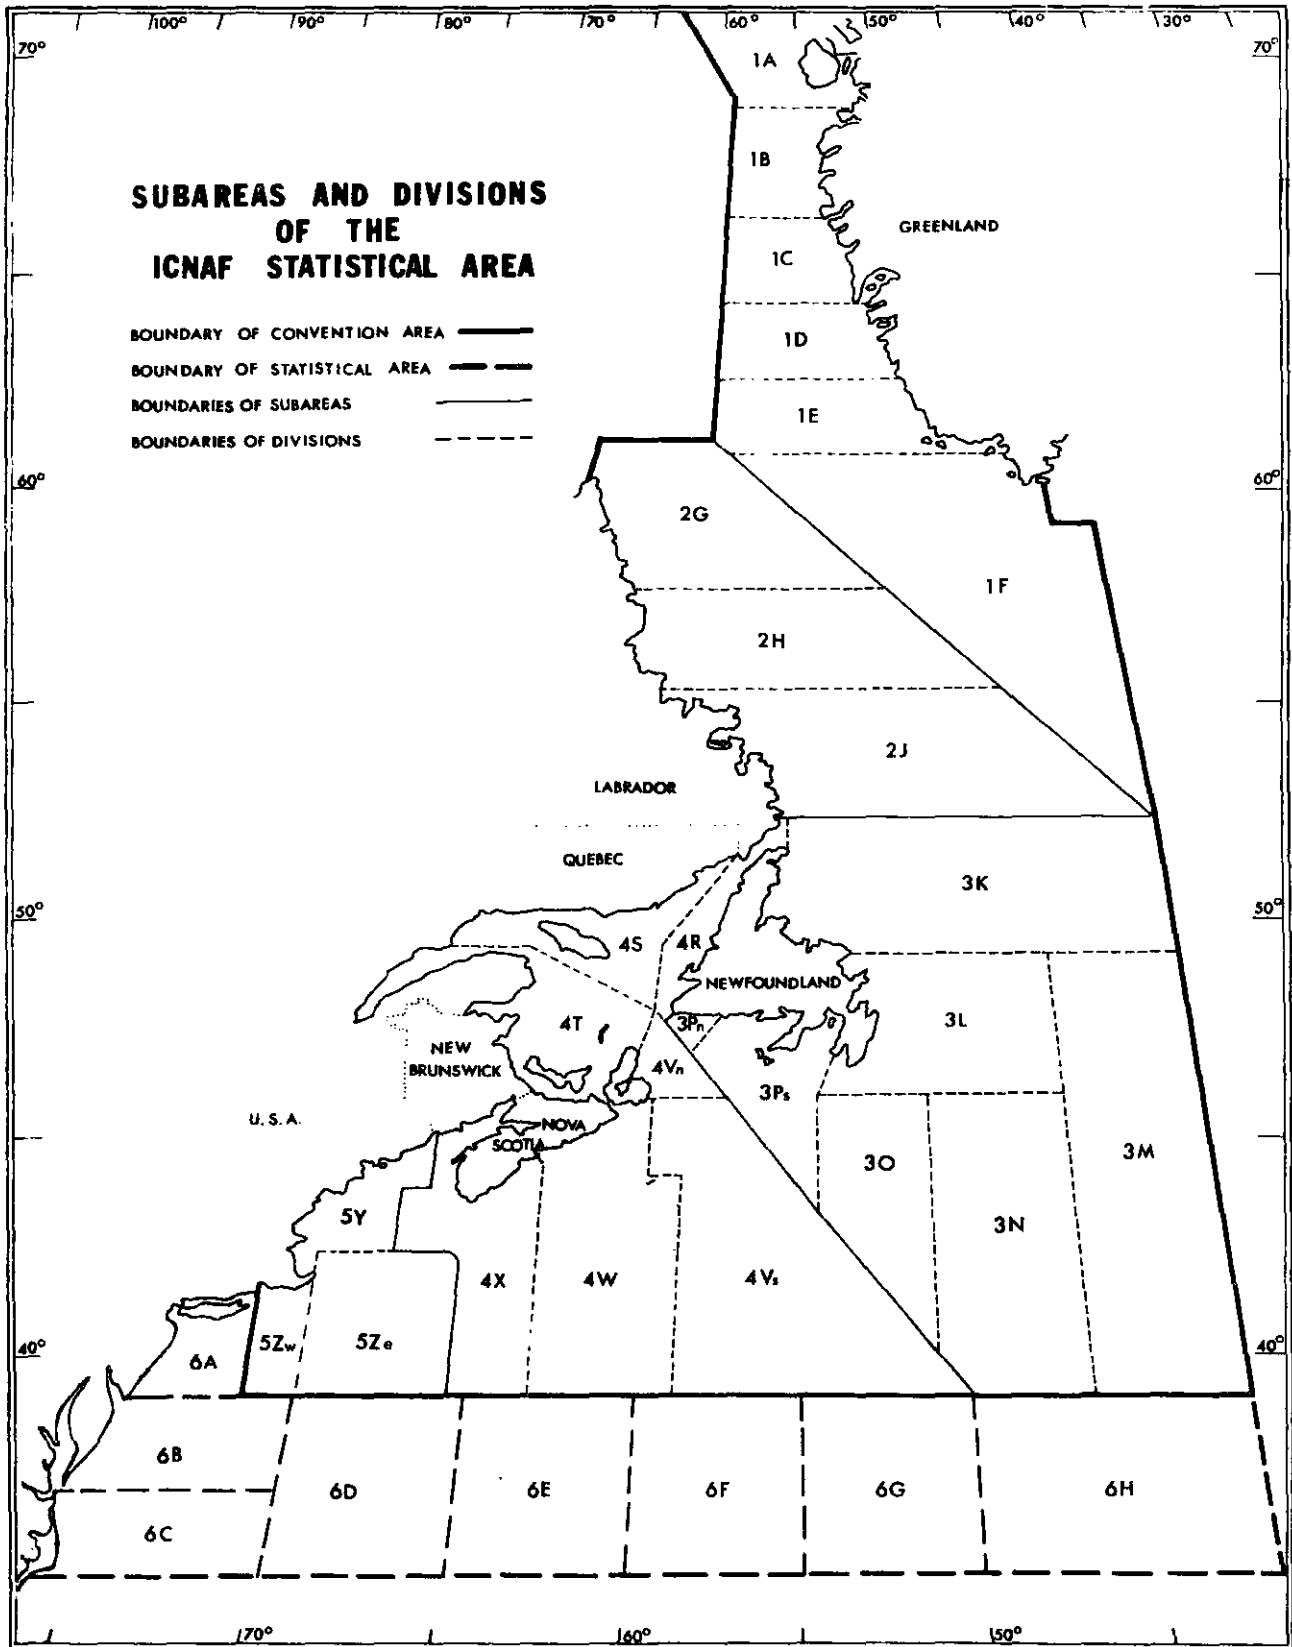 100° 90° 80° 70° 60° 50° 40° 30°
70° 70°
1A
1B
SUBAREAS AND DIVISIONS
OF THE
ICNAF STATISTICAL AREA
GREENLAND
1C
BOUNDARY OF CONVENTION AREA
1D
BOUNDARY OF STATISTICAL AREA
BOUNDARIES OF SUBAREAS
1E
BOUNDARIES OF DIVISIONS
60° 60°
2G
1F
2H
2J
LABRADOR
QUEBEC
3K
50° 50°
4S 4R
NEWFOUNDLAND
4T 3Pn 3L
NEW
BRUNSWICK
4Vn
3Ps
U.S.A.
NOVA
SCOTIA
3O 3M
5Y 3N
4X 4W 4Vs
5Zw 5Ze
40° 40°
6A
6B
6D 6E 6F 6G 6H
6C
70° 60° 50°